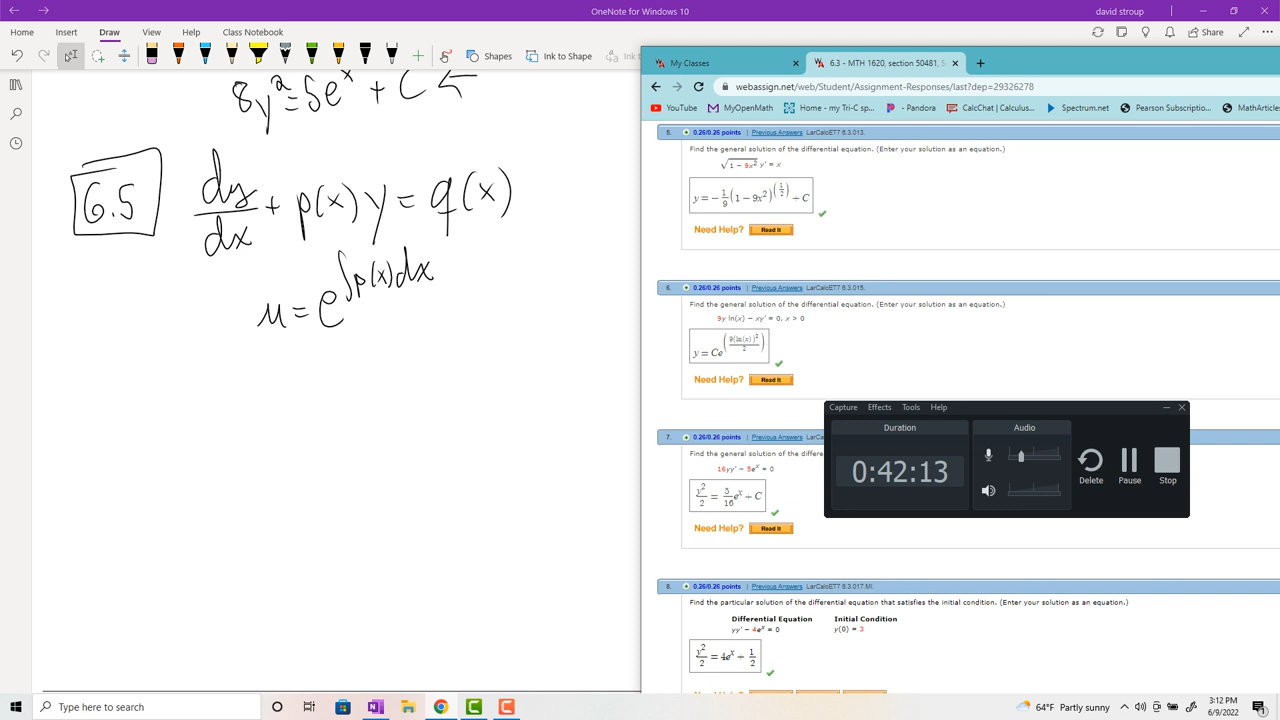 OneNote for Windows 10
david stroup
Home Insert Draw View Help Class Notebook
Share
Shapes Ink to Shape Ink to
8y² = 5eˣ + C ←
6.5 dy/dx + p(x) y = q(x)
μ = e^∫p(x)dx
My Classes
6.3 - MTH 1620, section 50481, S
webassign.net/web/Student/Assignment-Responses/last?dep=29326278
YouTube MyOpenMath Home - my Tri-C sp... - Pandora CalcChat | Calculus... Spectrum.net Pearson Subscriptio... MathArticles
5. 0.26/0.26 points | Previous Answers LarCalcET7 6.3.013.
Find the general solution of the differential equation. (Enter your solution as an equation.)
√(1 − 9x²) y' = x
y = −1/9 (1 − 9x²)^(1/2) + C
Need Help? Read It
6. 0.26/0.26 points | Previous Answers LarCalcET7 6.3.015.
Find the general solution of the differential equation. (Enter your solution as an equation.)
9y ln(x) − xy' = 0, x > 0
y = Ce^(9(ln(x))²/2)
Need Help? Read It
7. 0.26/0.26 points | Previous Answers LarCa
Find the general solution of the differe
16yy' − 5eˣ = 0
y²/2 = 5/16 eˣ + C
Need Help? Read It
Capture Effects Tools Help
Duration Audio
0:42:13
Delete Pause Stop
8. 0.26/0.26 points | Previous Answers LarCalcET7 6.3.017.MI.
Find the particular solution of the differential equation that satisfies the initial condition. (Enter your solution as an equation.)
Differential Equation Initial Condition
yy' − 4eˣ = 0 y(0) = 3
y²/2 = 4eˣ + 1/2
Type here to search
64°F Partly sunny
3:12 PM
6/9/2022